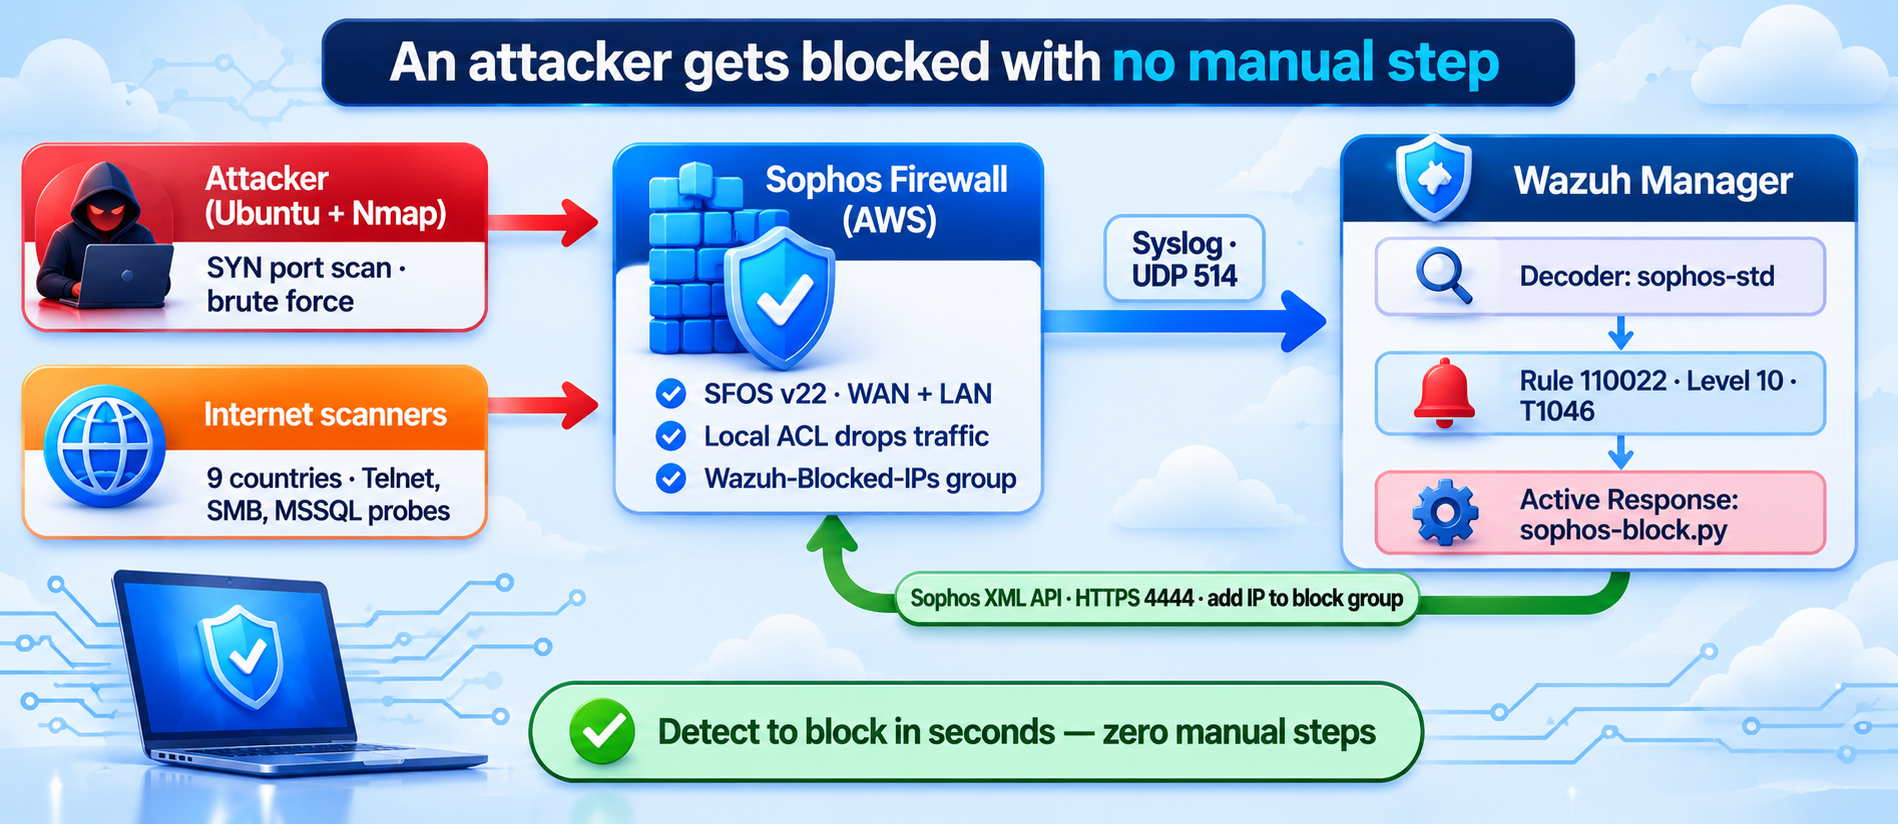 An attacker gets blocked with no manual step
Attacker
(Ubuntu + Nmap)
SYN port scan ·
brute force
Internet scanners
9 countries · Telnet,
SMB, MSSQL probes
Sophos Firewall
(AWS)
SFOS v22 · WAN + LAN
Local ACL drops traffic
Wazuh-Blocked-IPs group
Syslog ·
UDP 514
Wazuh Manager
Decoder: sophos-std
Rule 110022 · Level 10 ·
T1046
Active Response:
sophos-block.py
Sophos XML API · HTTPS 4444 · add IP to block group
Detect to block in seconds — zero manual steps